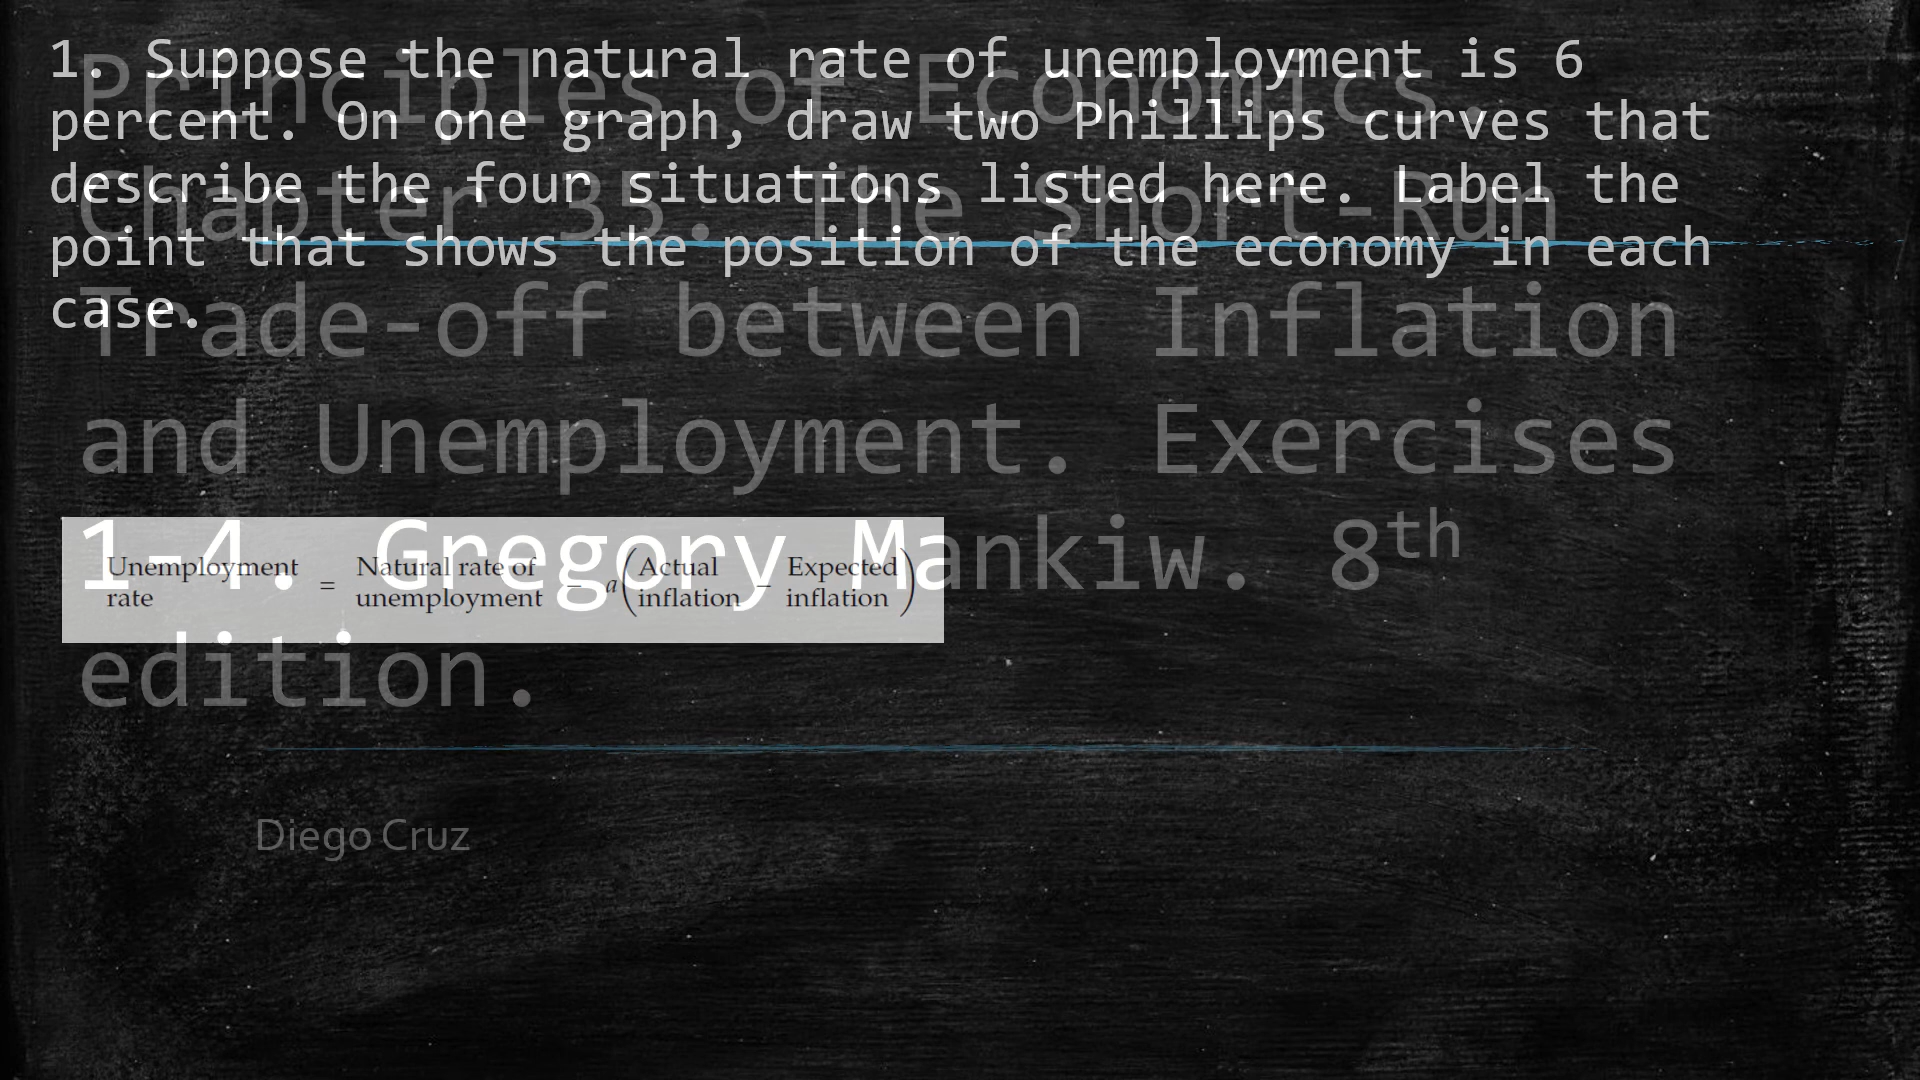 1. Suppose the natural rate of unemployment is 6
percent. On one graph, draw two Phillips curves that
describe the four situations listed here. Label the
point that shows the position of the economy in each
case.
Principles of Economics.
Chapter 35. The Short-Run
Trade-off between Inflation
and Unemployment. Exercises
1-4. Gregory Mankiw. 8th
edition.
Unemployment rate = Natural rate of unemployment − a(Actual inflation − Expected inflation)
Diego Cruz